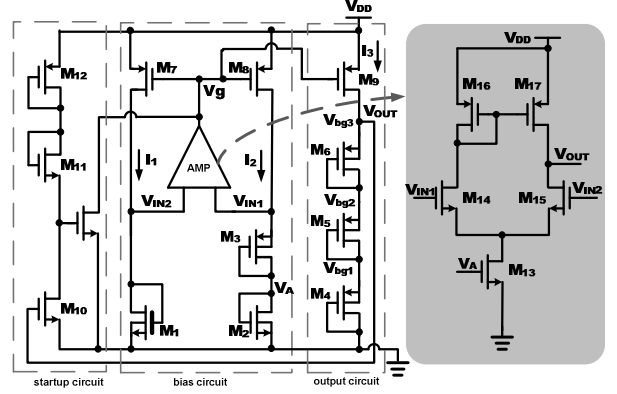 VDD
I3
M12
M7
M8
M9
Vg
VOUT
Vbg3
M11
I1
AMP
I2
M6
Vbg2
VIN2
VIN1
M3
M5
Vbg1
VA
M10
M1
M2
M4
startup circuit
bias circuit
output circuit
VDD
M16
M17
VOUT
VIN1
M14
M15
VIN2
VA
M13